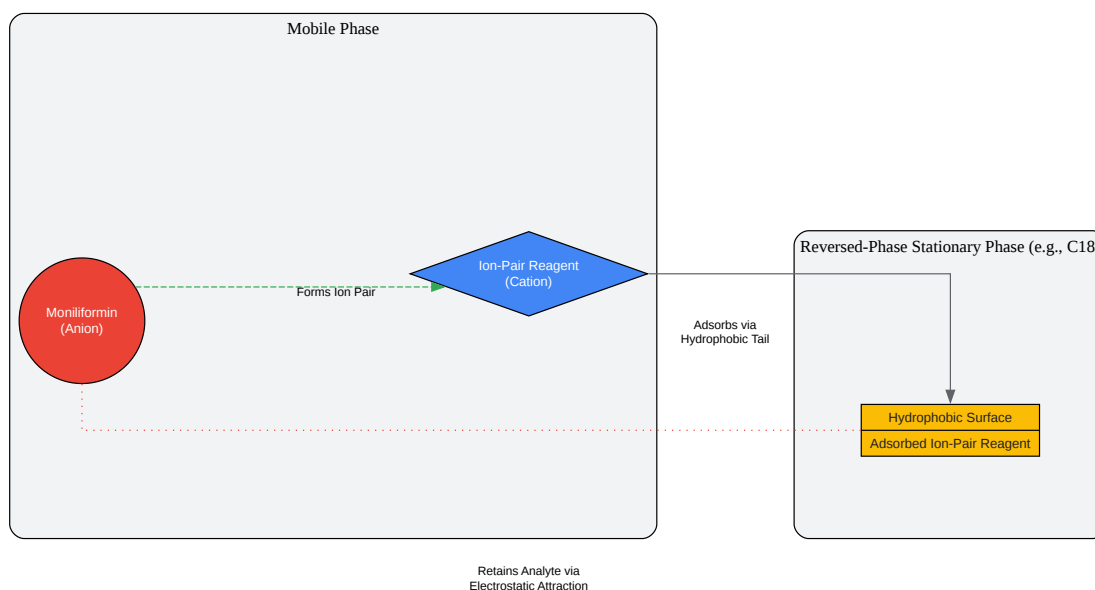 Mobile Phase
Reversed-Phase Stationary Phase (e.g., C18
Ion-Pair Reagent
(Cation)
Forms Ion Pair
Moniliformin
(Anion)
Adsorbs via
Hydrophobic Tail
Hydrophobic Surface
Adsorbed Ion-Pair Reagent
Retains Analyte via
Electrostatic Attraction